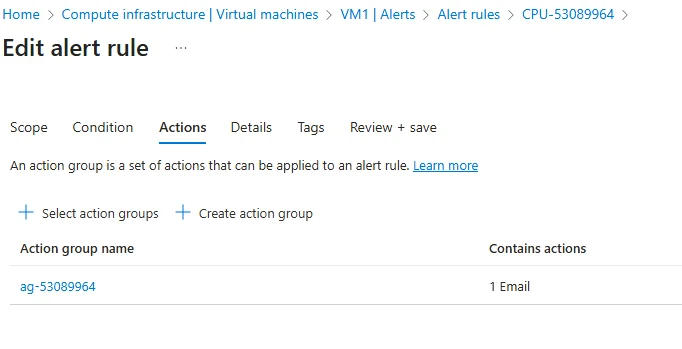 Home > Compute infrastructure | Virtual machines > VM1 | Alerts > Alert rules > CPU-53089964 >
Edit alert rule ...
Scope Condition Actions Details Tags Review + save
An action group is a set of actions that can be applied to an alert rule. Learn more
+ Select action groups + Create action group
Action group name Contains actions
ag-53089964 1 Email